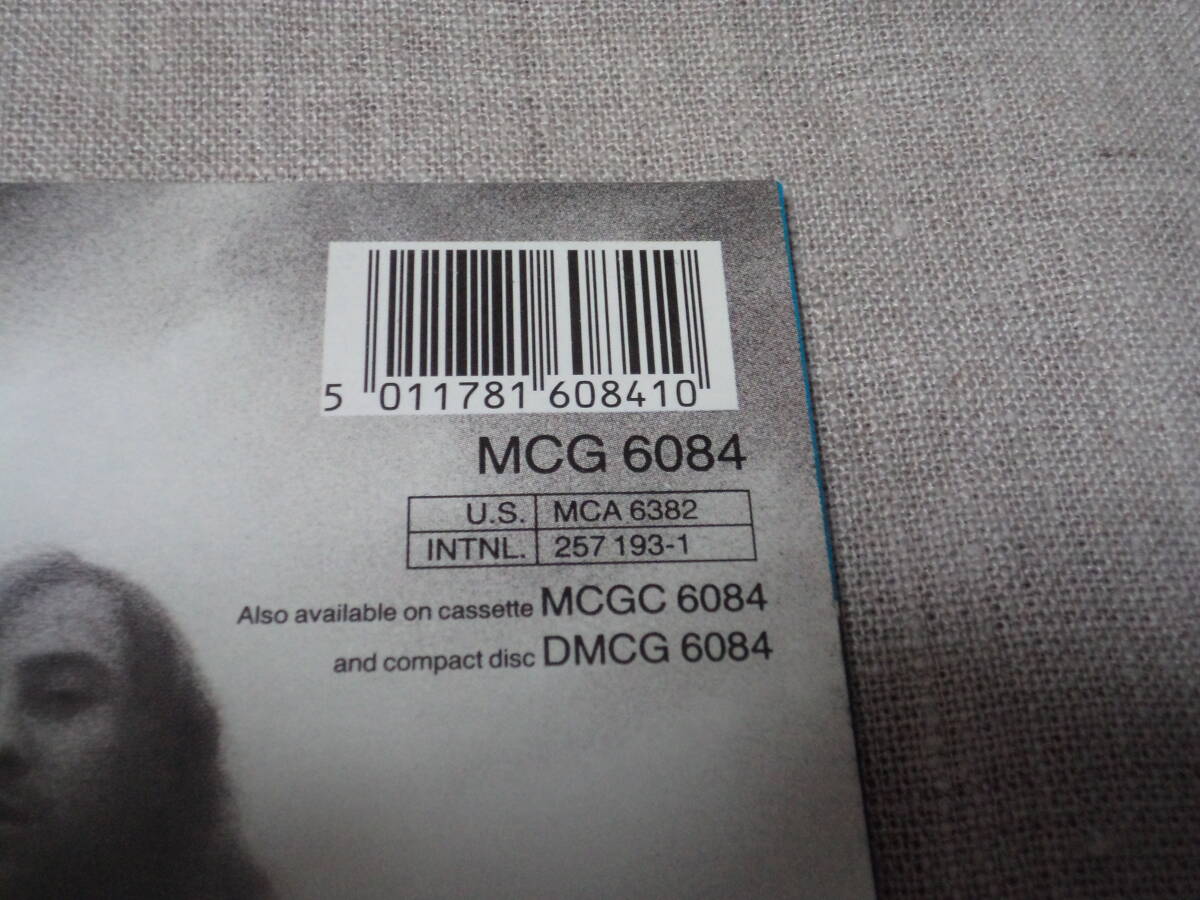 5 011781 608410
MCG 6084
U.S. MCA 6382
INTNL. 257 193-1
Also available on cassette MCGC 6084
and compact disc DMCG 6084